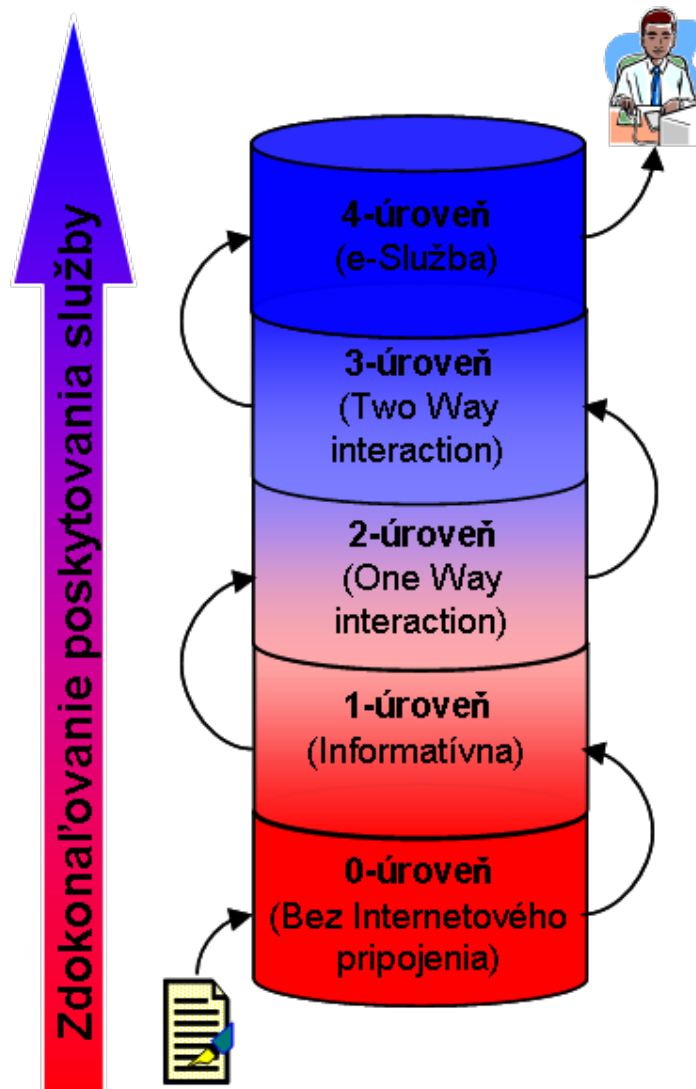 Zdokonaľovanie poskytovania služby
4-úroveň
(e-Služba)
3-úroveň
(Two Way
interaction)
2-úroveň
(One Way
interaction)
1-úroveň
(Informatívna)
0-úroveň
(Bez Internetového
pripojenia)